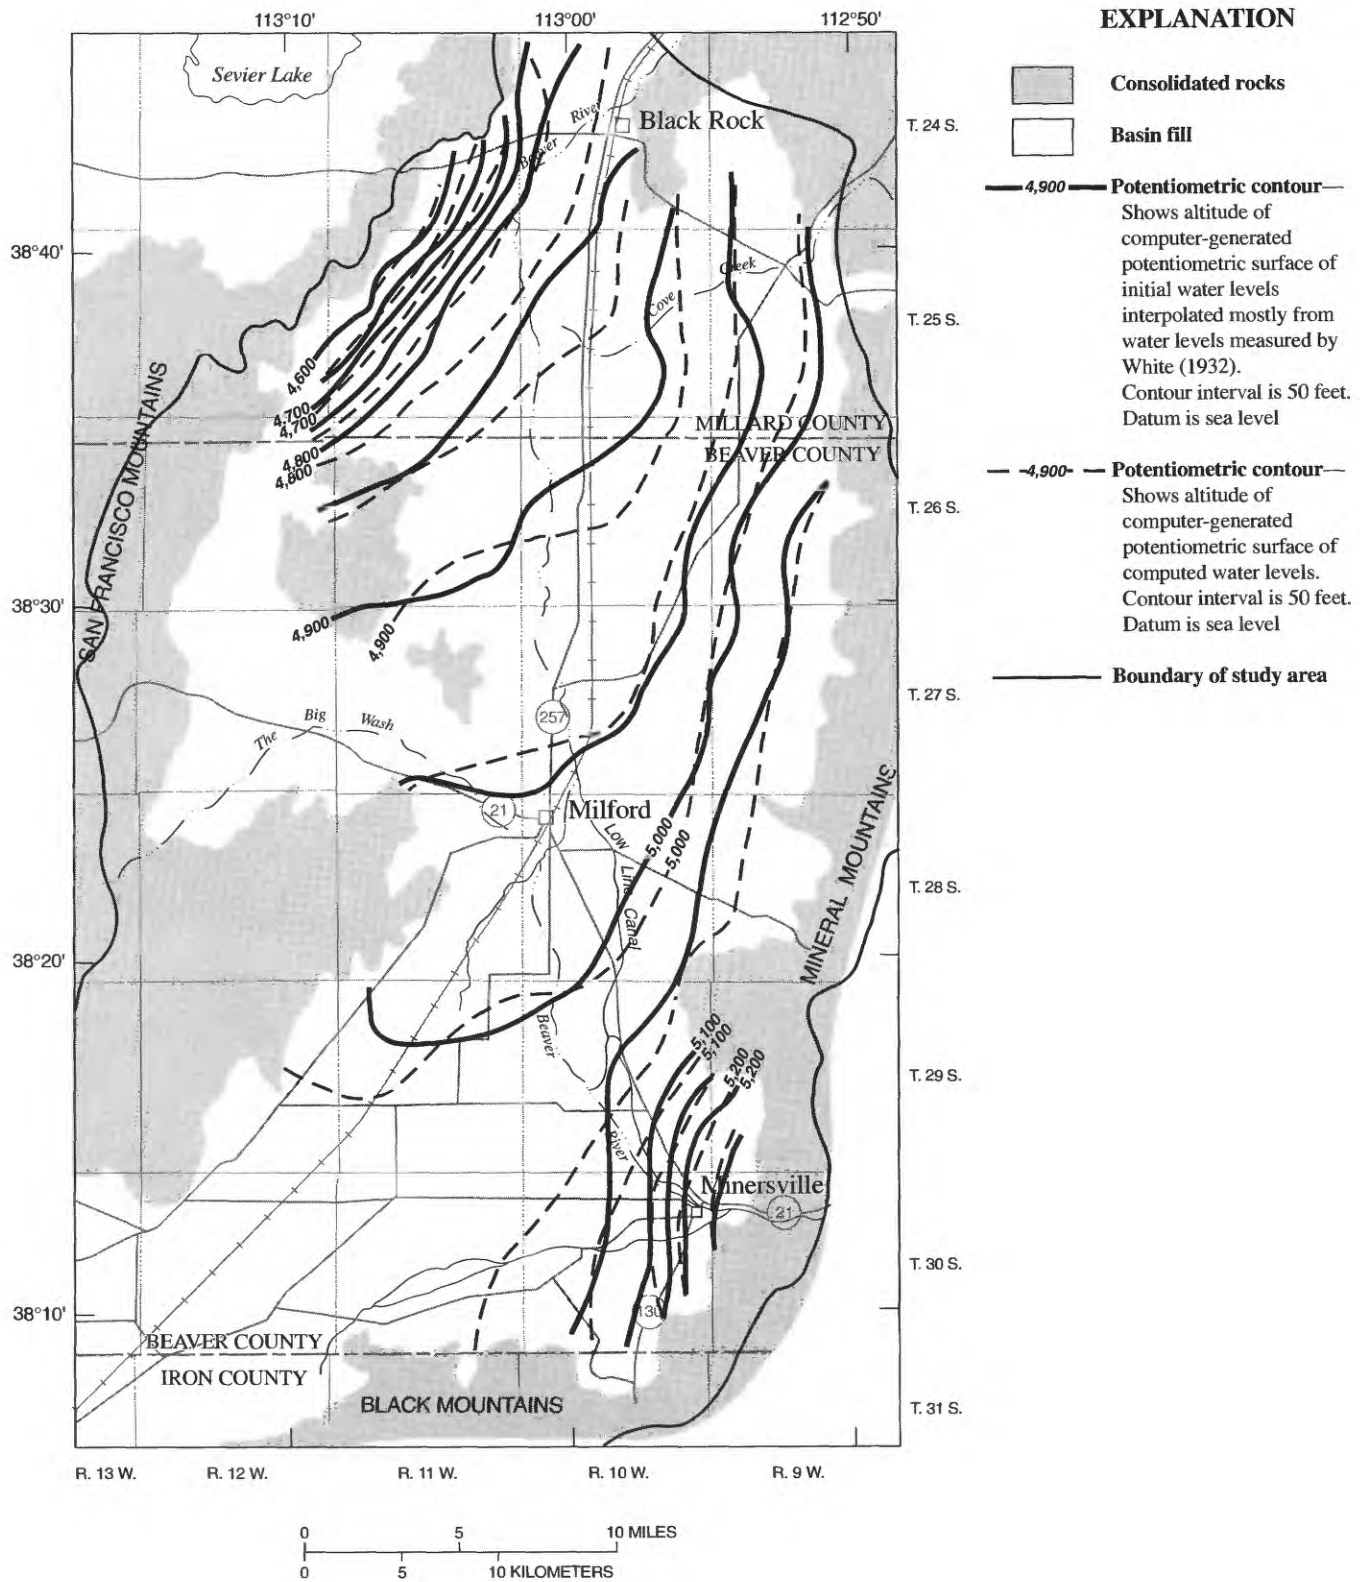 113°10'
113°00'
112°50'
Sevier Lake
Beaver
River
Black Rock
T. 24 S.
38°40'
Cove
Creek
T. 25 S.
4,600
4,700
4,700
4,800
4,800
SAN FRANCISCO MOUNTAINS
MILLARD COUNTY
BEAVER COUNTY
T. 26 S.
38°30'
4,900
4,900
T. 27 S.
The
Big
Wash
257
21
Milford
Low
Line
Canal
5,000
5,000
MINERAL MOUNTAINS
T. 28 S.
38°20'
Beaver
River
5,100
5,100
5,200
5,200
T. 29 S.
Minersville
21
T. 30 S.
38°10'
130
BEAVER COUNTY
IRON COUNTY
BLACK MOUNTAINS
T. 31 S.
R. 13 W.
R. 12 W.
R. 11 W.
R. 10 W.
R. 9 W.
0
5
10 MILES
0
5
10 KILOMETERS
EXPLANATION
Consolidated rocks
Basin fill
4,900
Potentiometric contour—
Shows altitude of
computer-generated
potentiometric surface of
initial water levels
interpolated mostly from
water levels measured by
White (1932).
Contour interval is 50 feet.
Datum is sea level
4,900
Potentiometric contour—
Shows altitude of
computer-generated
potentiometric surface of
computed water levels.
Contour interval is 50 feet.
Datum is sea level
Boundary of study area